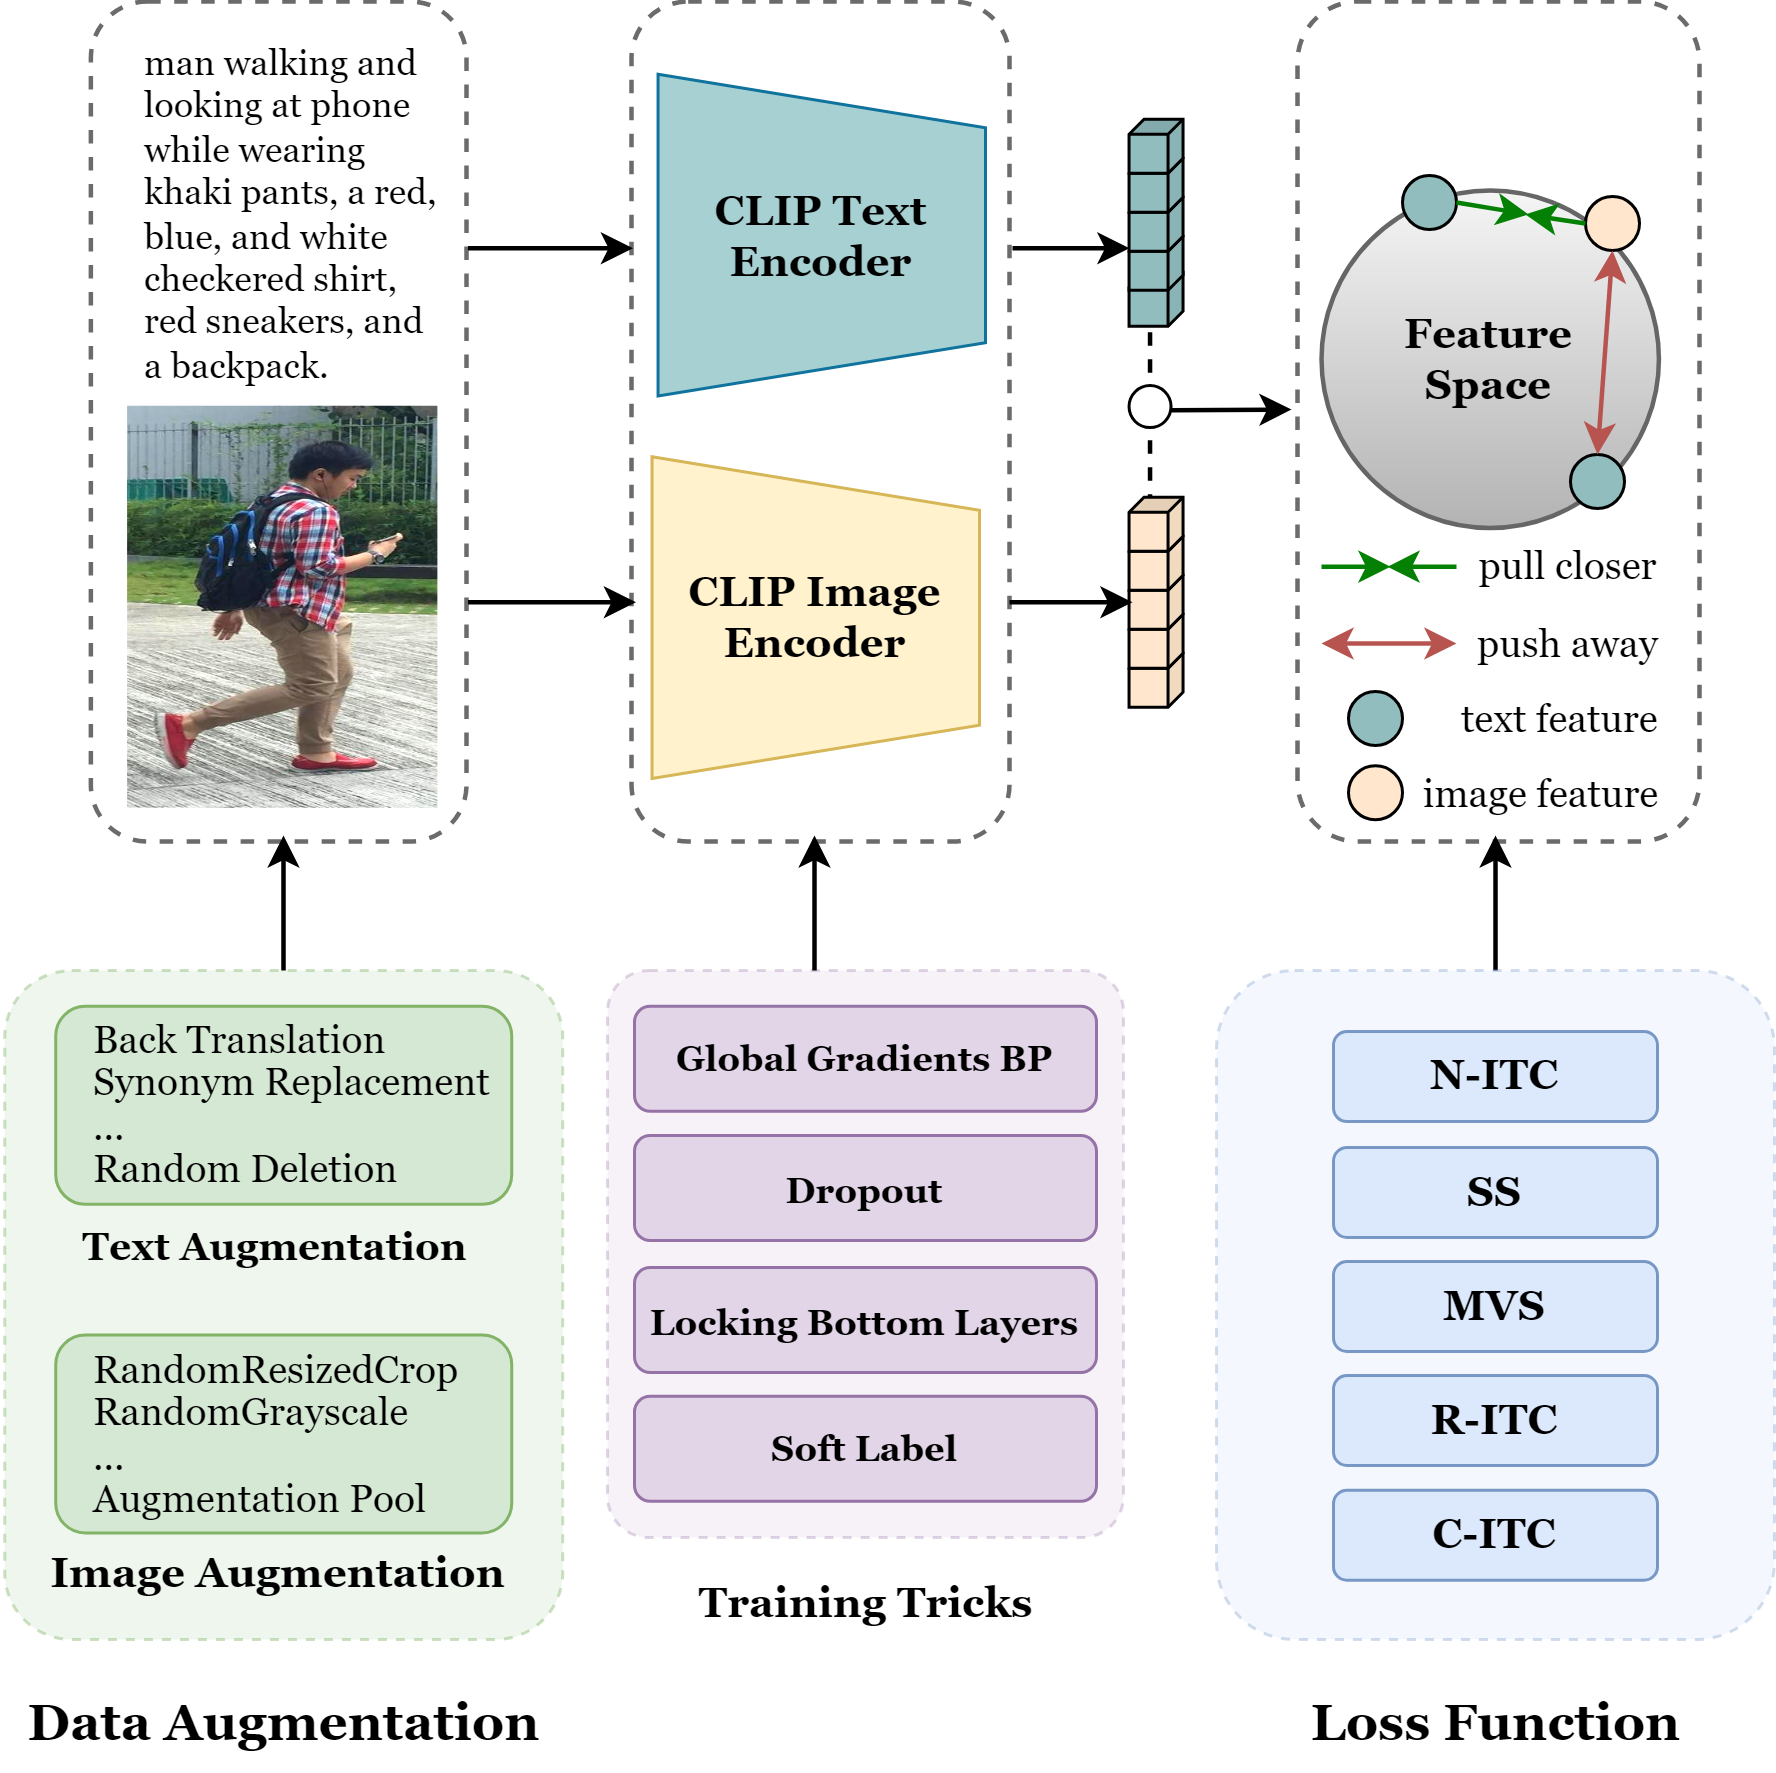 man walking and
looking at phone
while wearing
khaki pants, a red,
blue, and white
checkered shirt,
red sneakers, and
a backpack.
CLIP Text
Encoder
CLIP Image
Encoder
Feature
Space
pull closer
push away
text feature
image feature
Back Translation
Synonym Replacement
...
Random Deletion
Text Augmentation
RandomResizedCrop
RandomGrayscale
...
Augmentation Pool
Image Augmentation
Data Augmentation
Global Gradients BP
Dropout
Locking Bottom Layers
Soft Label
Training Tricks
N-ITC
SS
MVS
R-ITC
C-ITC
Loss Function